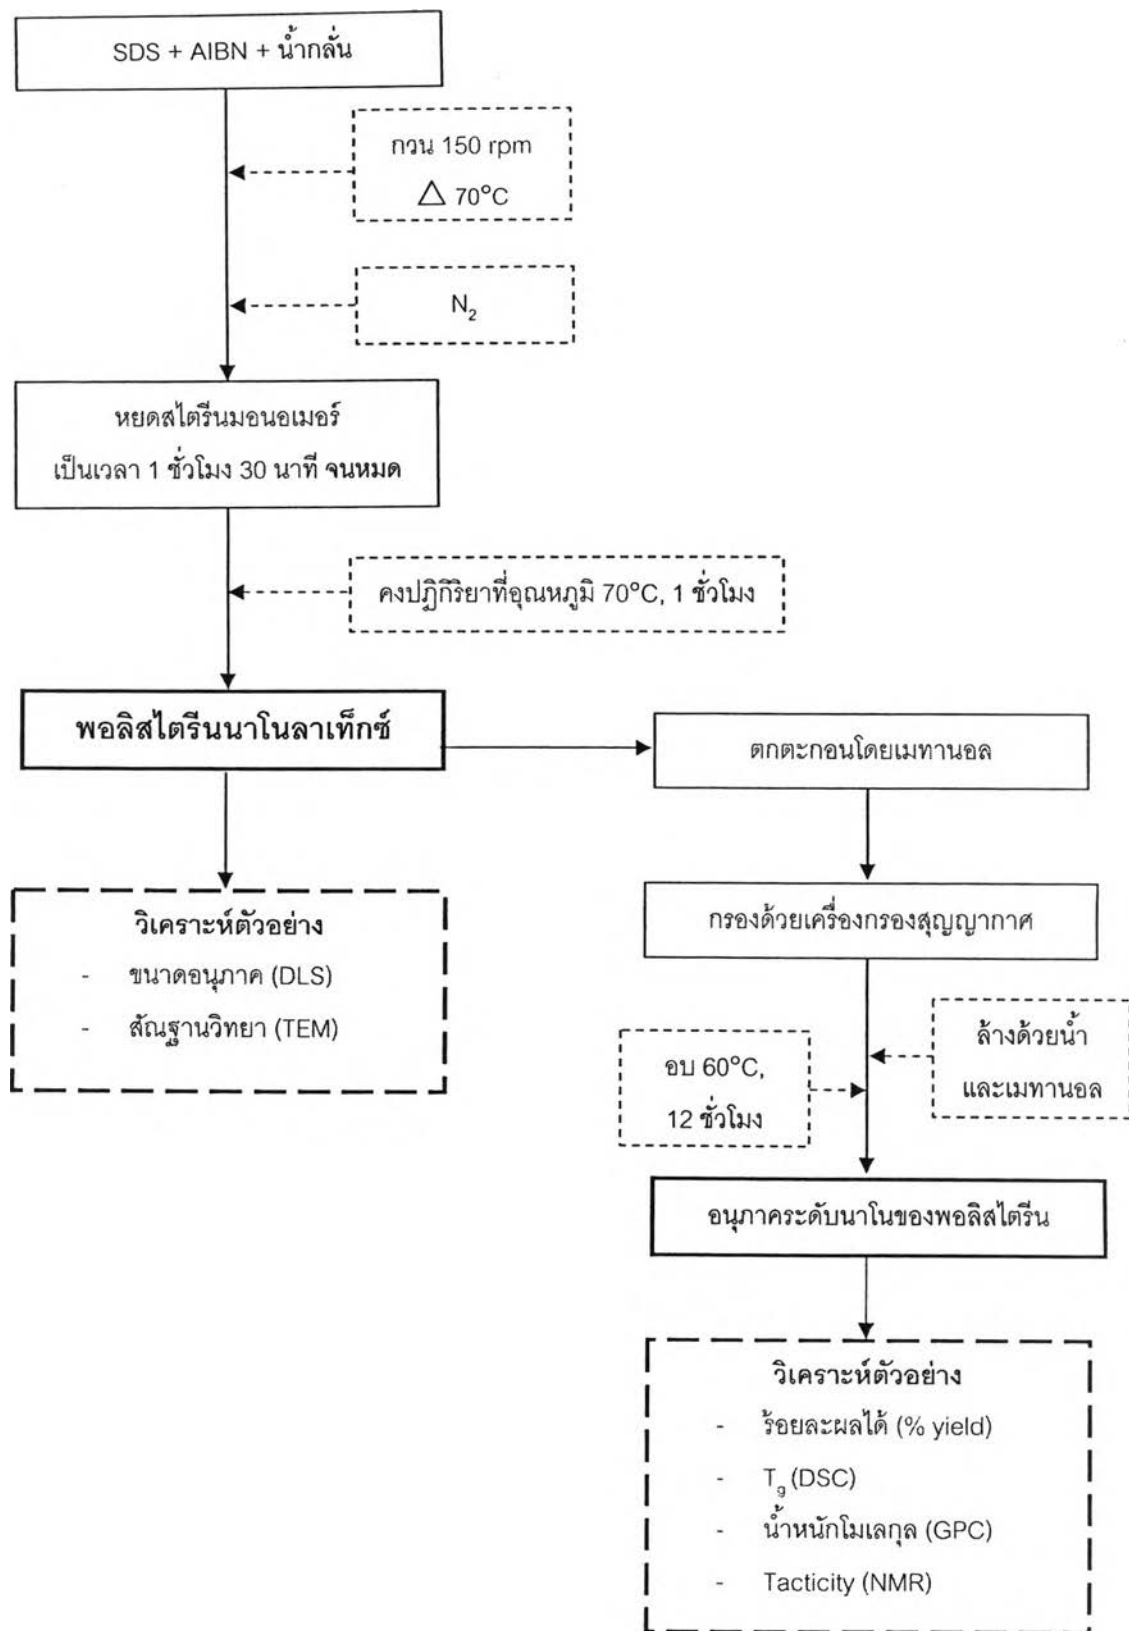 SDS + AIBN + น้ำกลั่น
กวน 150 rpm
△ 70°C
N₂
หยดสไตรีนมอนอเมอร์
เป็นเวลา 1 ชั่วโมง 30 นาที จนหมด
คงปฏิกิริยาที่อุณหภูมิ 70°C, 1 ชั่วโมง
พอลิสไตรีนนาโนลาเท็กซ์
ตกตะกอนโดยเมทานอล
วิเคราะห์ตัวอย่าง
- ขนาดอนุภาค (DLS)
- สัณฐานวิทยา (TEM)
กรองด้วยเครื่องกรองสุญญากาศ
ล้างด้วยน้ำ
และเมทานอล
อบ 60°C,
12 ชั่วโมง
อนุภาคระดับนาโนของพอลิสไตรีน
วิเคราะห์ตัวอย่าง
- ร้อยละผลได้ (% yield)
- Tg (DSC)
- น้ำหนักโมเลกุล (GPC)
- Tacticity (NMR)